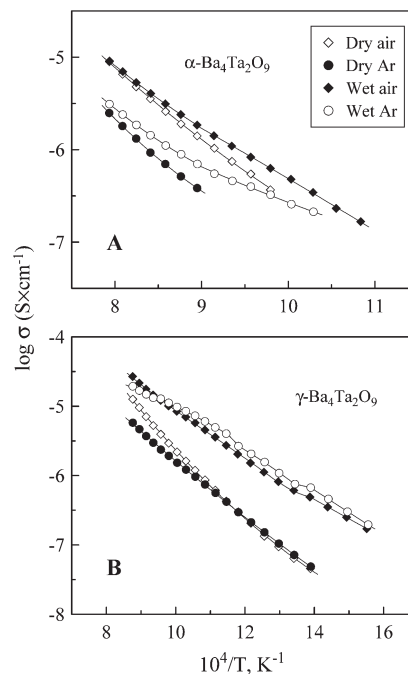 α-Ba₄Ta₂O₉
Dry air
Dry Ar
Wet air
Wet Ar
-5
-6
-7
A
8 9 10 11
log σ (S×cm⁻¹)
-4
-5
-6
-7
-8
γ-Ba₄Ta₂O₉
B
8 10 12 14 16
10⁴/T, K⁻¹